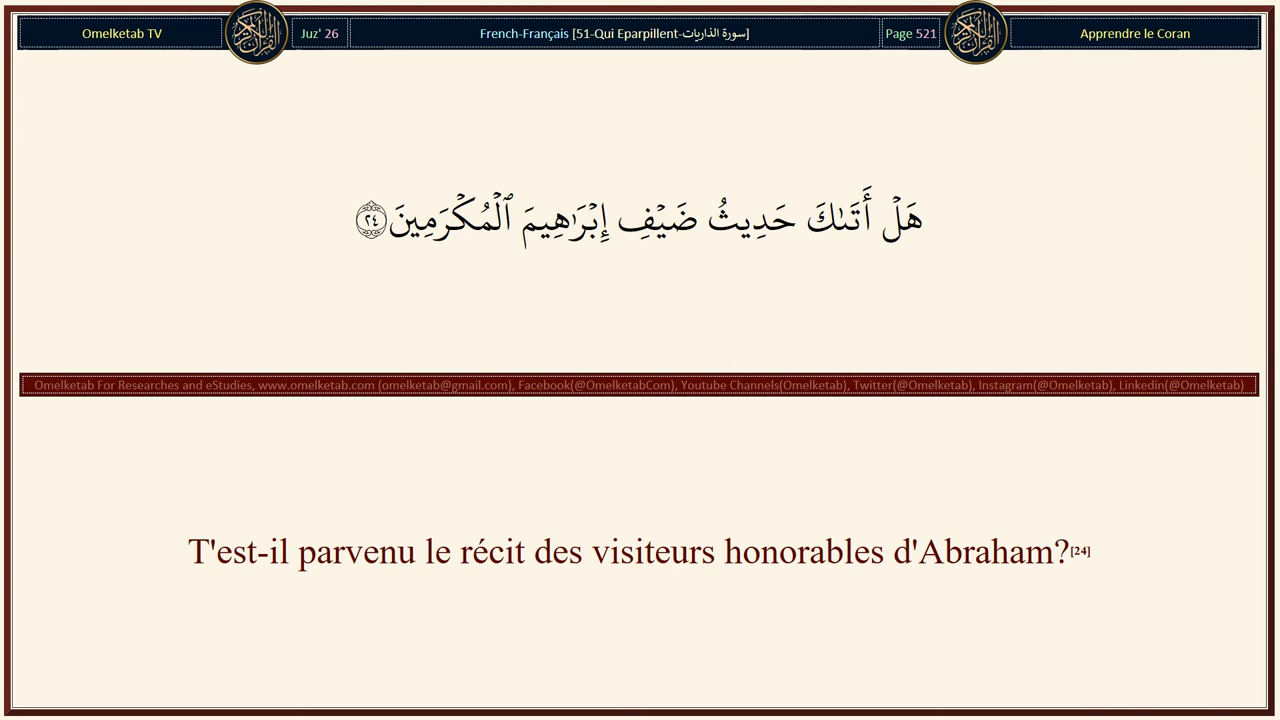 Omelketab TV
Juz' 26
French-Français [51-Qui Eparpillent-سورة الذاريات]
Page 521
Apprendre le Coran
هَلۡ أَتَىٰكَ حَدِيثُ ضَيۡفِ إِبۡرَٰهِيمَ ٱلۡمُكۡرَمِينَ ٢٤
Omelketab For Researches and eStudies, www.omelketab.com (omelketab@gmail.com), Facebook(@OmelketabCom), Youtube Channels(Omelketab), Twitter(@Omelketab), Instagram(@Omelketab), Linkedin(@Omelketab)
T'est-il parvenu le récit des visiteurs honorables d'Abraham?[24]